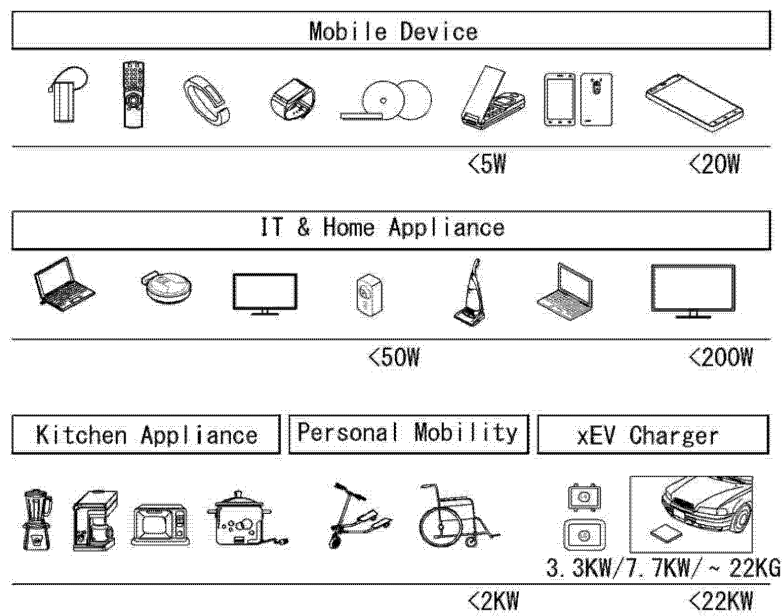 Mobile Device
<5W <20W
IT & Home Appliance
<50W <200W
Kitchen Appliance Personal Mobility xEV Charger
3.3KW/7.7KW/~22KG
<2KW <22KW